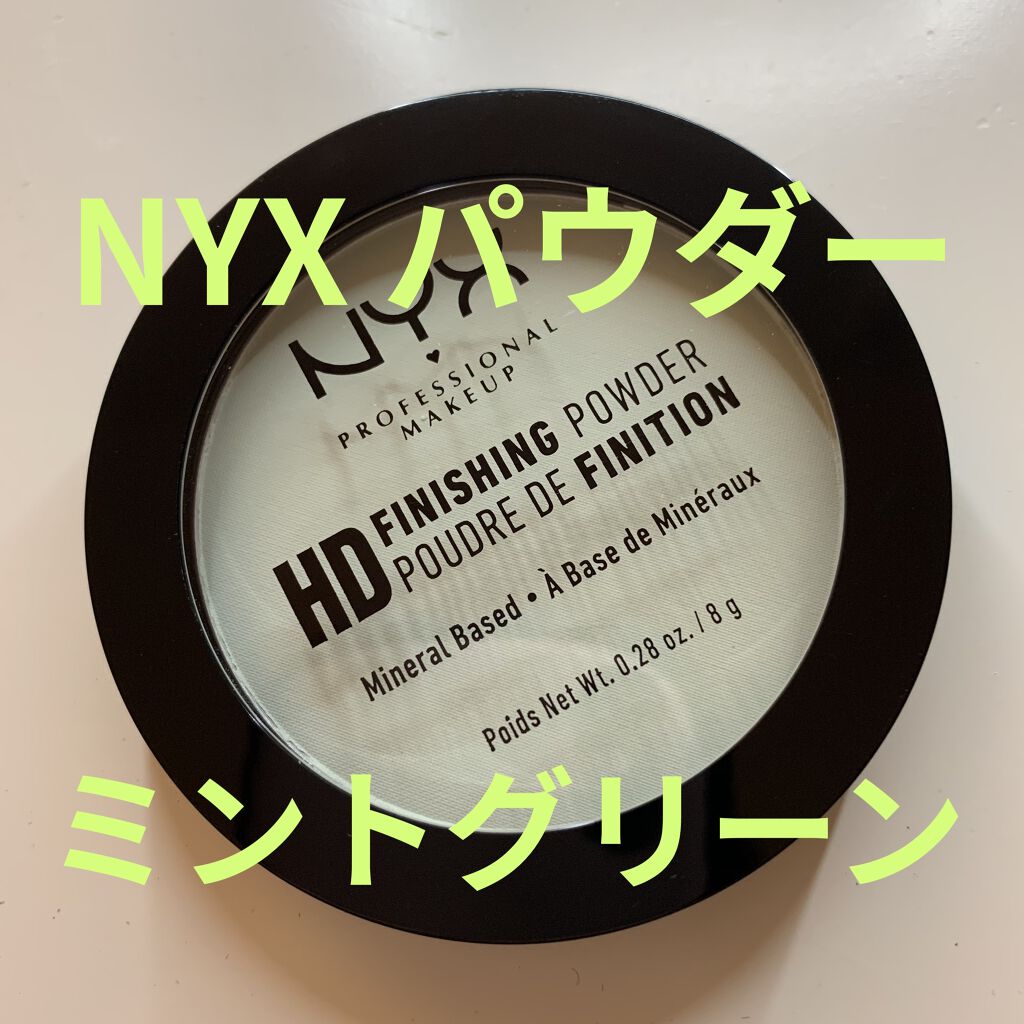 NYX パウダー
NYX
PROFESSIONAL
MAKEUP
HD FINISHING POWDER
POUDRE DE FINITION
Mineral Based • À Base de Minéraux
Poids Net Wt. 0.28 oz. / 8 g
ミントグリーン